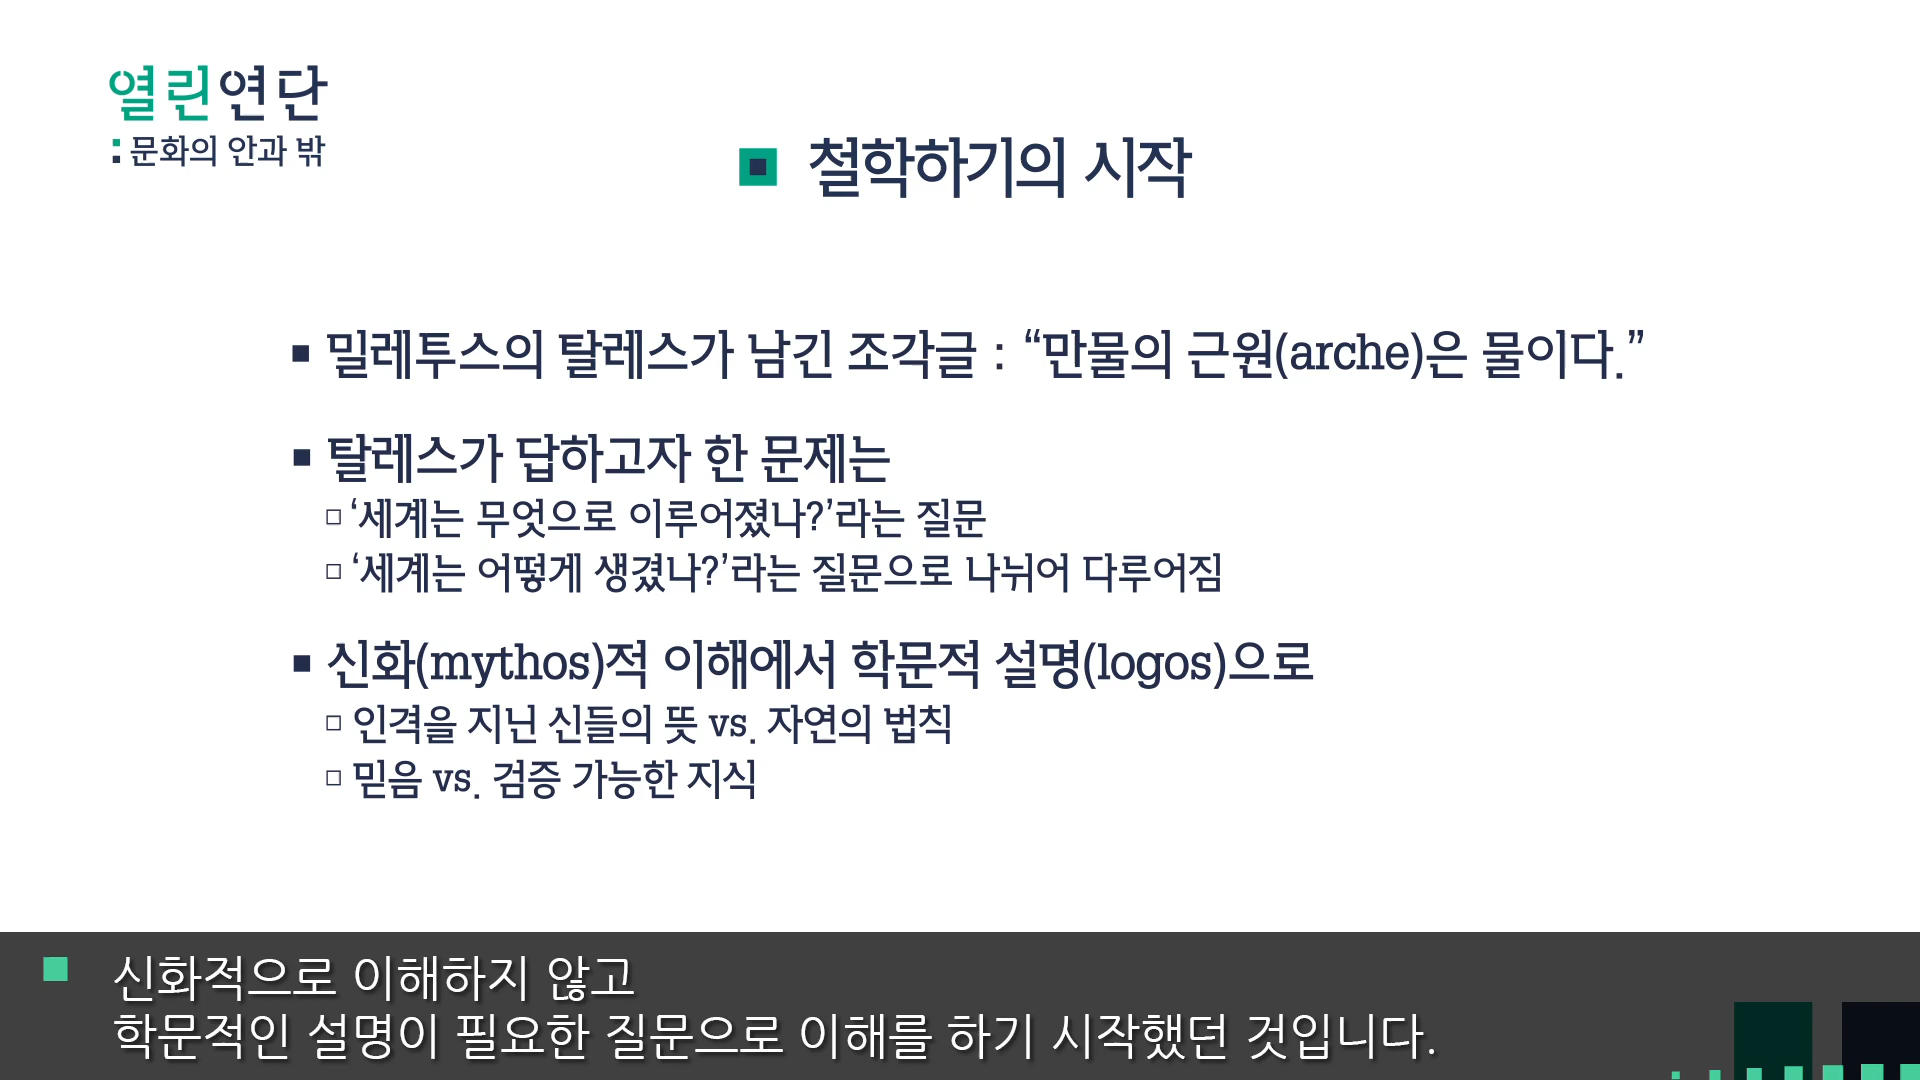 열린연단
: 문화의 안과 밖
철학하기의 시작
밀레투스의 탈레스가 남긴 조각글 : “만물의 근원(arche)은 물이다.”
탈레스가 답하고자 한 문제는
‘세계는 무엇으로 이루어졌나?’라는 질문
‘세계는 어떻게 생겼나?’라는 질문으로 나뉘어 다루어짐
신화(mythos)적 이해에서 학문적 설명(logos)으로
인격을 지닌 신들의 뜻 vs. 자연의 법칙
믿음 vs. 검증 가능한 지식
신화적으로 이해하지 않고
학문적인 설명이 필요한 질문으로 이해를 하기 시작했던 것입니다.